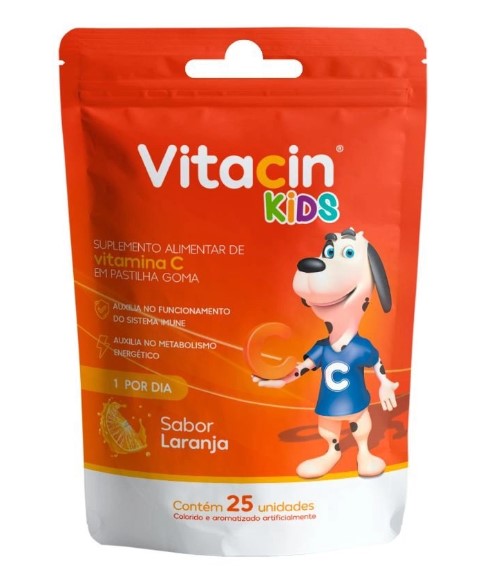 Vitacin®
KiDS
SUPLEMENTO ALIMENTAR DE
vitamina C
EM PASTILHA GOMA
AUXILIA NO FUNCIONAMENTO
DO SISTEMA IMUNE
AUXILIA NO METABOLISMO
ENERGÉTICO
1 POR DIA
C
C
Sabor
Laranja
Contém 25 unidades
Colorido e aromatizado artificialmente